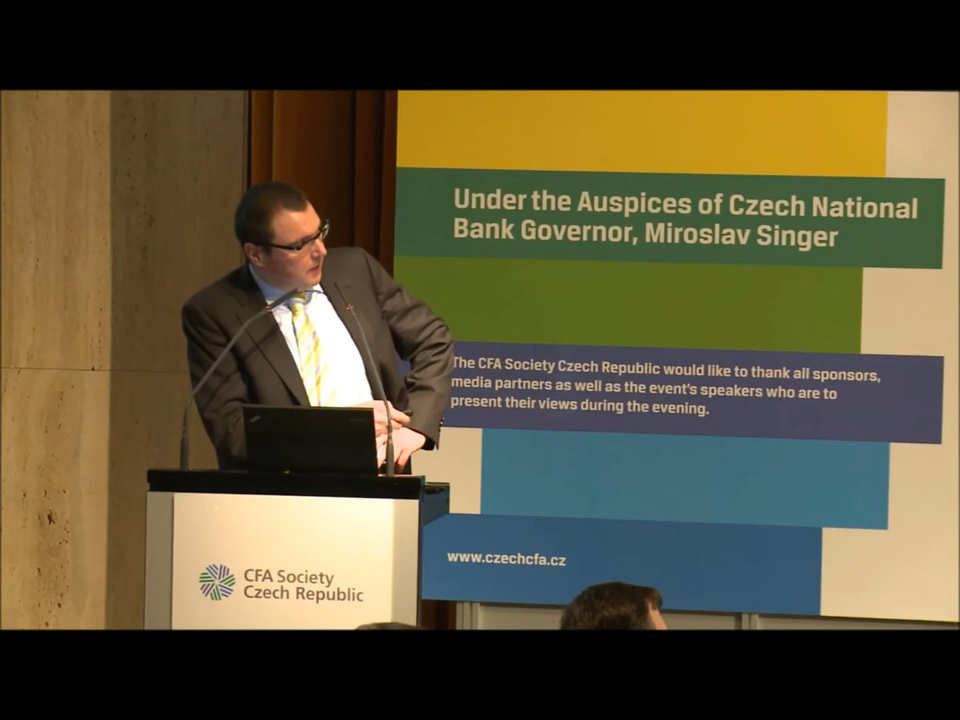 Under the Auspices of Czech National
Bank Governor, Miroslav Singer
The CFA Society Czech Republic would like to thank all sponsors,
media partners as well as the event's speakers who are to
present their views during the evening.
www.czechcfa.cz
CFA Society
Czech Republic